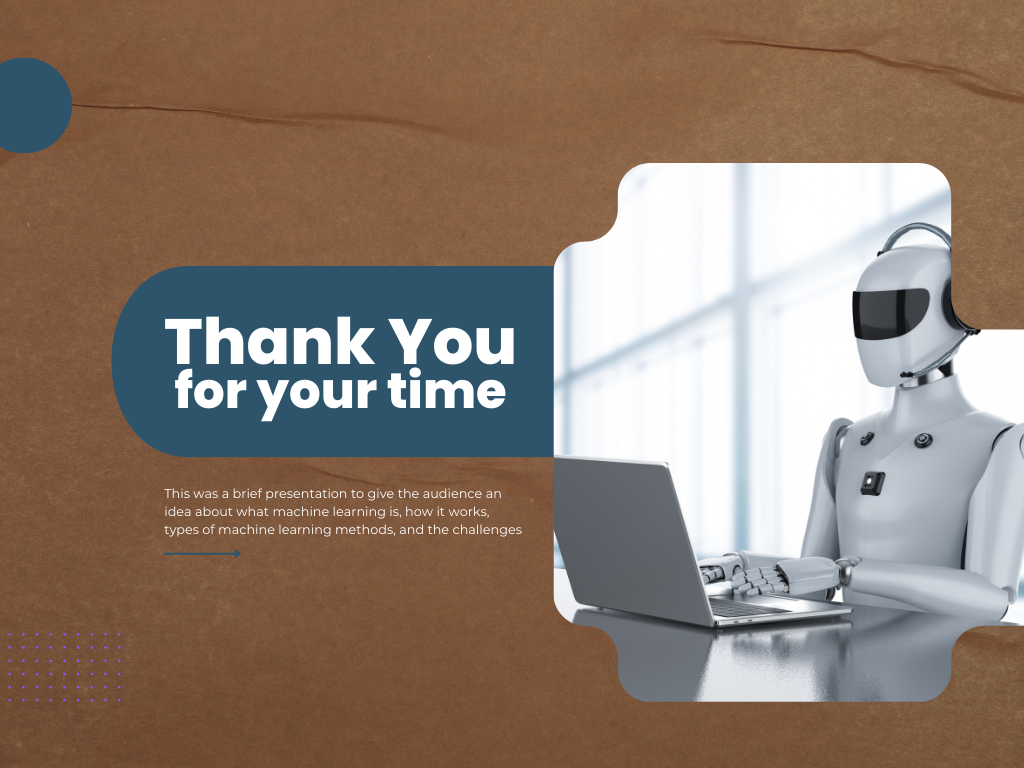 Thank You
for your time
This was a brief presentation to give the audience an
idea about what machine learning is, how it works,
types of machine learning methods, and the challenges